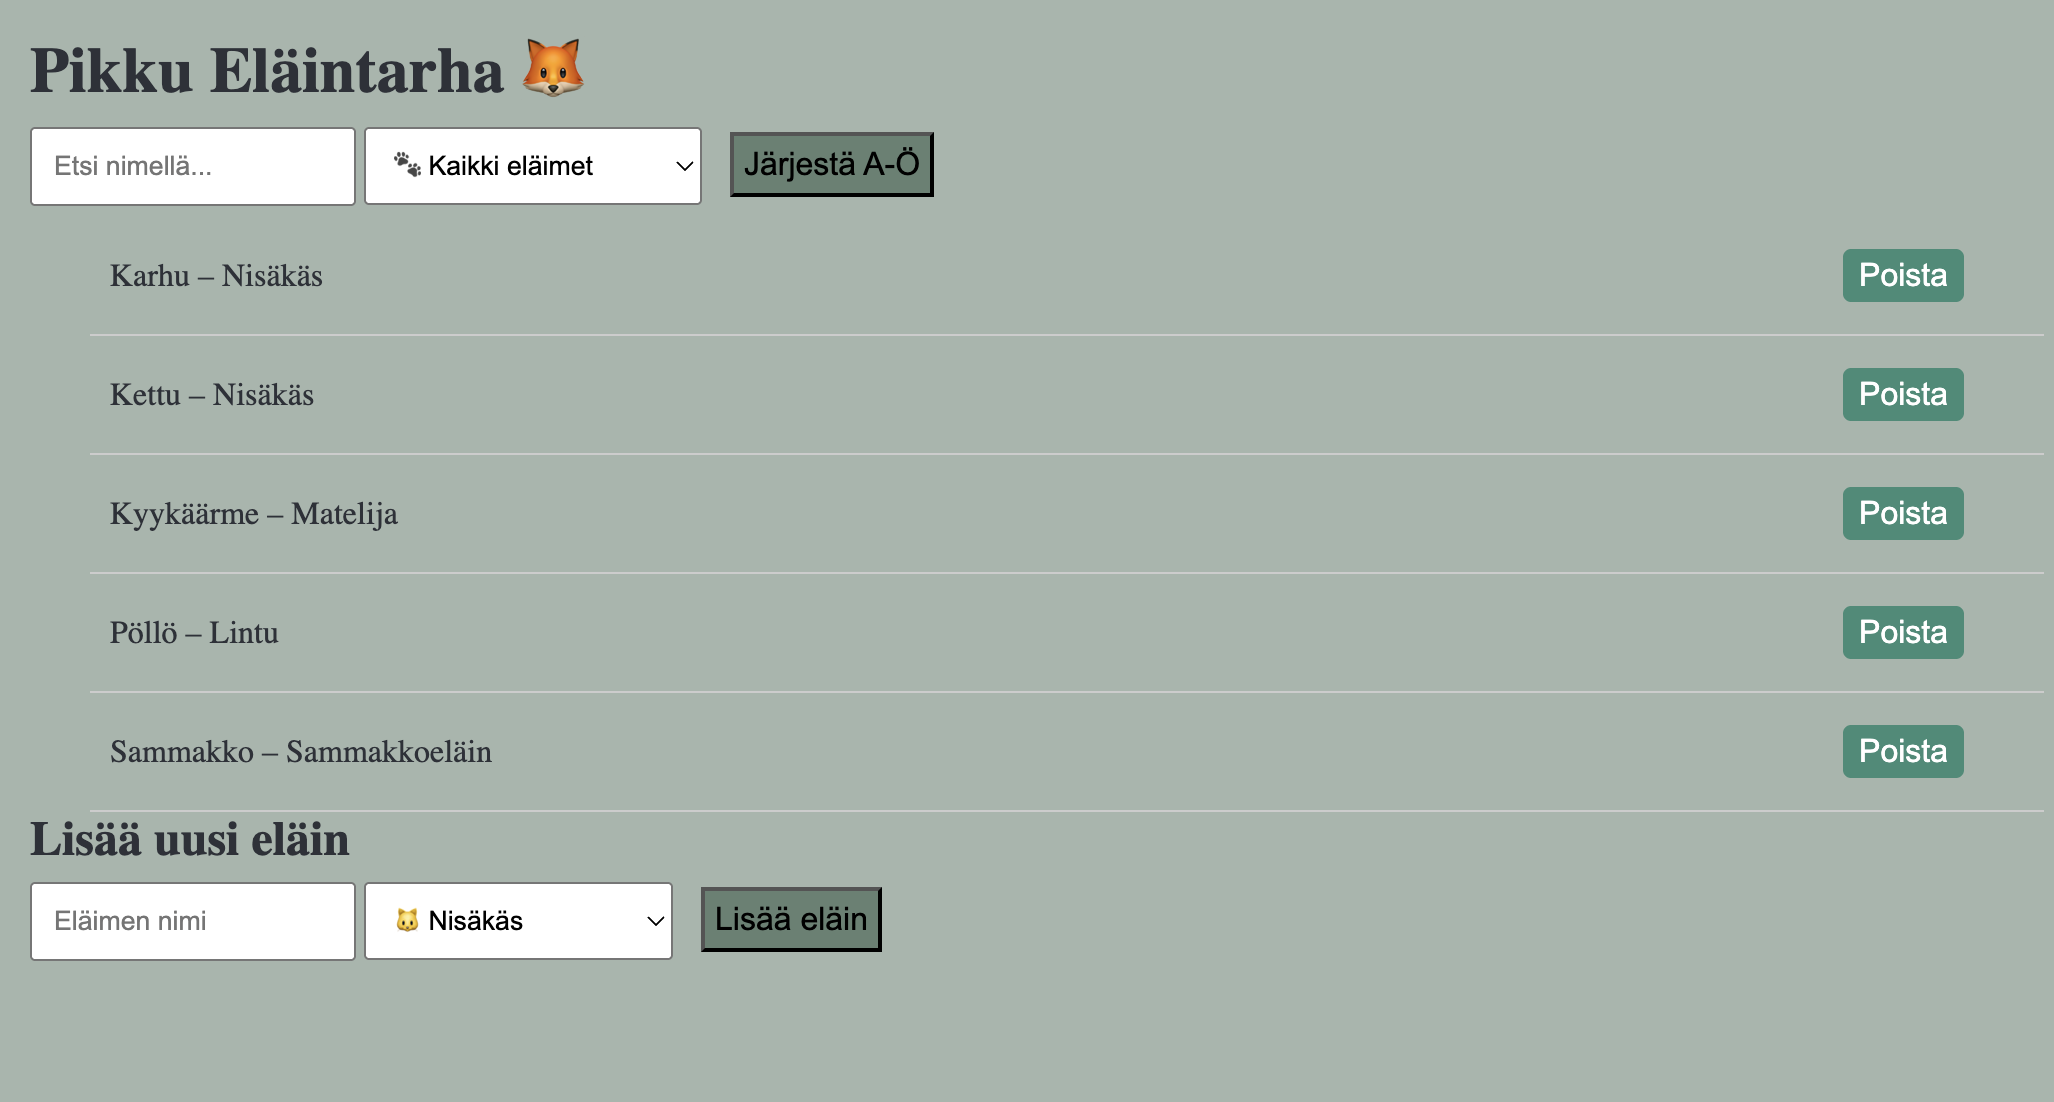 Pikku Eläintarha 🦊
Etsi nimellä... 🐾 Kaikki eläimet Järjestä A-Ö
Karhu – Nisäkäs Poista
Kettu – Nisäkäs Poista
Kyykäärme – Matelija Poista
Pöllö – Lintu Poista
Sammakko – Sammakkoeläin Poista
Lisää uusi eläin
Eläimen nimi 🐱 Nisäkäs Lisää eläin